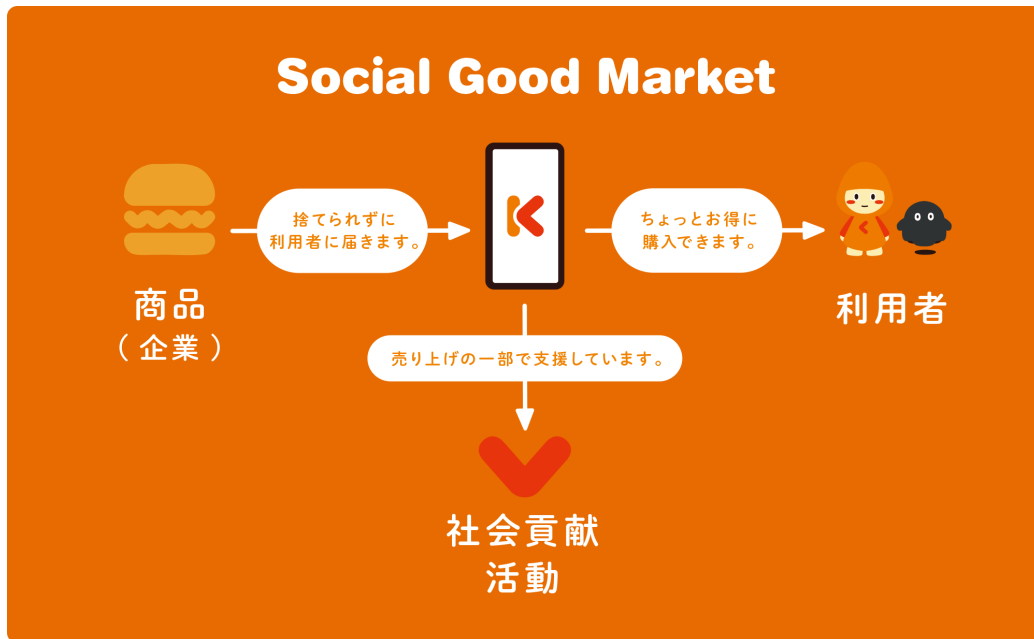 Social Good Market
捨てられずに
利用者に届きます。
ちょっとお得に
購入できます。
商品
（企業）
利用者
売り上げの一部で支援しています。
社会貢献
活動